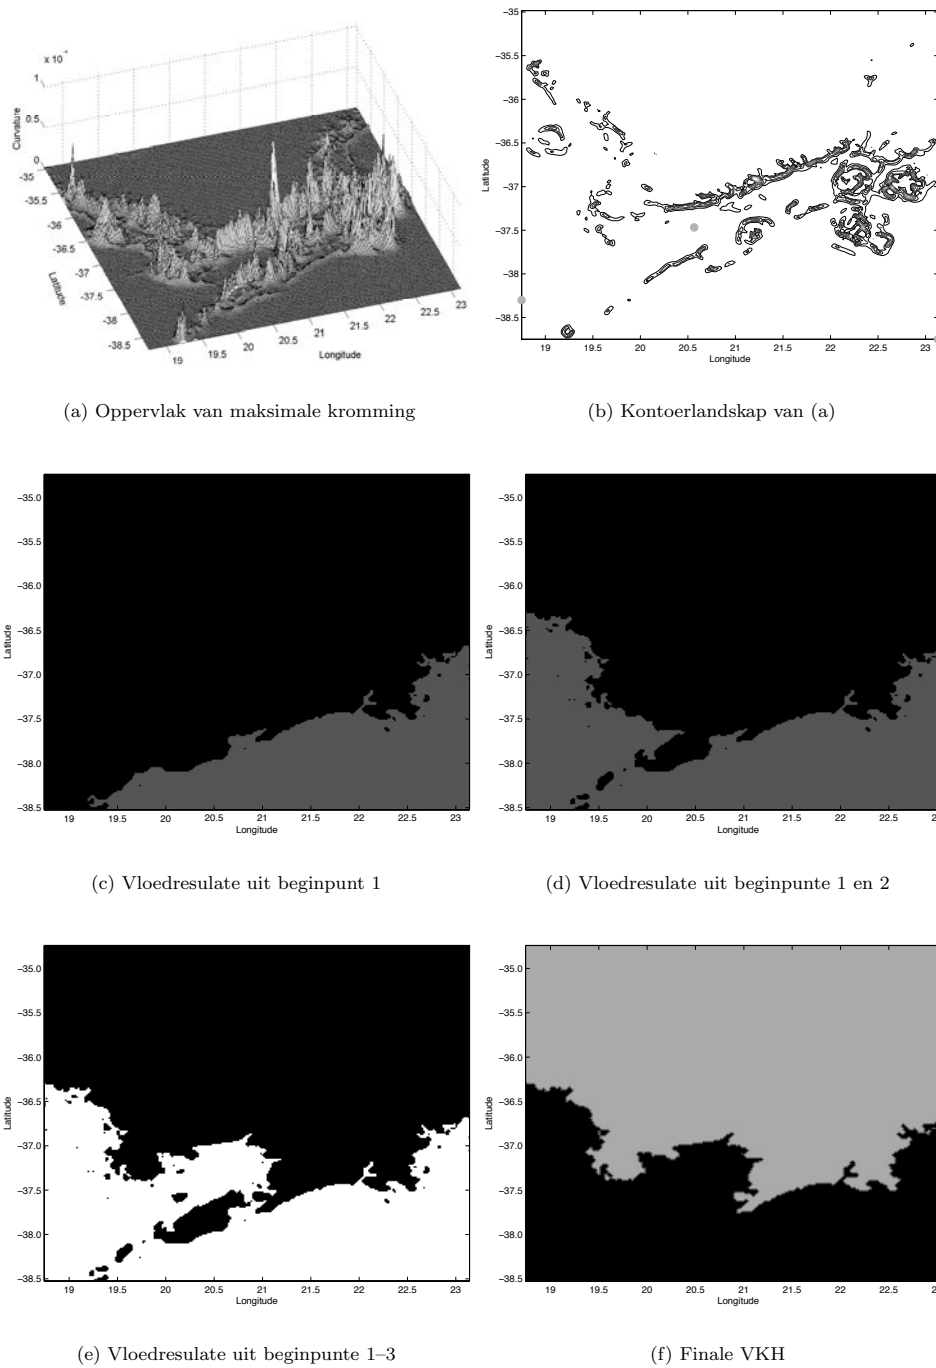 x 10⁻⁴
1
0.5
0
Curvature
-35
-35.5
-36
-36.5
-37
-37.5
-38
-38.5
Latitude
19
19.5
20
20.5
21
21.5
22
22.5
23
Longitude
(a) Oppervlak van maksimale kromming
−35
−35.5
−36
−36.5
−37
−37.5
−38
−38.5
Latitude
19 19.5 20 20.5 21 21.5 22 22.5 23
Longitude
(b) Kontoerlandskap van (a)
−35.0
−35.5
−36.0
−36.5
−37.0
−37.5
−38.0
−38.5
Latitude
19 19.5 20 20.5 21 21.5 22 22.5 23
Longitude
(c) Vloedresulate uit beginpunt 1
−35.0
−35.5
−36.0
−36.5
−37.0
−37.5
−38.0
−38.5
Latitude
19 19.5 20 20.5 21 21.5 22 22.5
Longitude
(d) Vloedresulate uit beginpunte 1 en 2
−35.0
−35.5
−36.0
−36.5
−37.0
−37.5
−38.0
−38.5
Latitude
19 19.5 20 20.5 21 21.5 22 22.5 23
Longitude
(e) Vloedresulate uit beginpunte 1–3
−35.0
−35.5
−36.0
−36.5
−37.0
−37.5
−38.0
−38.5
Latitude
19 19.5 20 20.5 21 21.5 22 22.5
Longitude
(f) Finale VKH